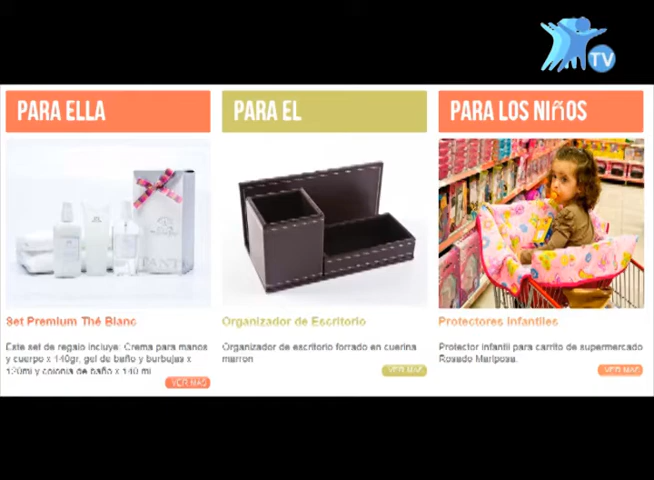 TV
PARA ELLA
PARA EL
PARA LOS NIñOS
Set Premium Thé Blanc
Este set de regalo incluye: Crema para manos
y cuerpo x 140gr, gel de baño y burbujas x
120ml y colonia de baño x 140 ml
VER MAS
Organizador de Escritorio
Organizador de escritorio forrado en cuerina
marron
VER MAS
Protectores Infantiles
Protector infantil para carrito de supermercado
Rosado Mariposa.
VER MAS